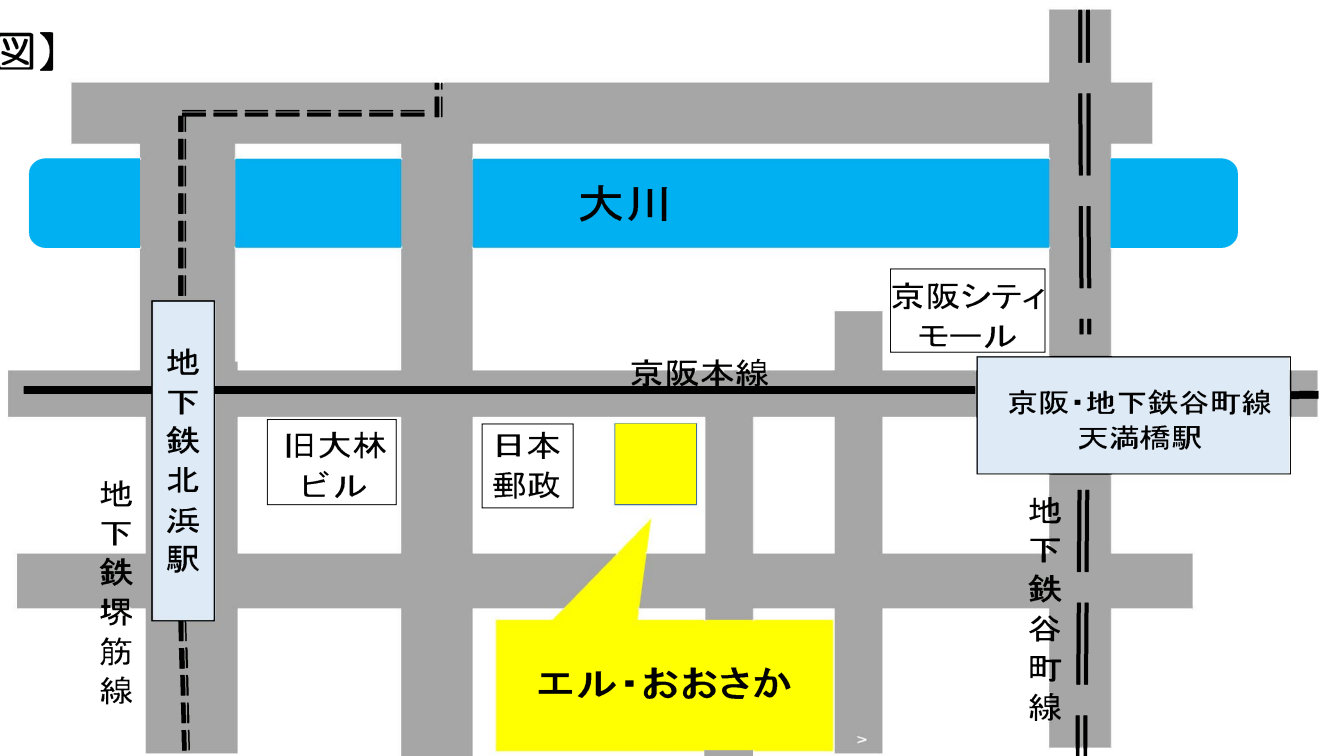 図】
大川
京阪シティ
モール
京阪本線
地下鉄北浜駅
京阪・地下鉄谷町線
天満橋駅
旧大林
ビル
日本
郵政
地下鉄堺筋線
地下鉄谷町線
エル・おおさか
>